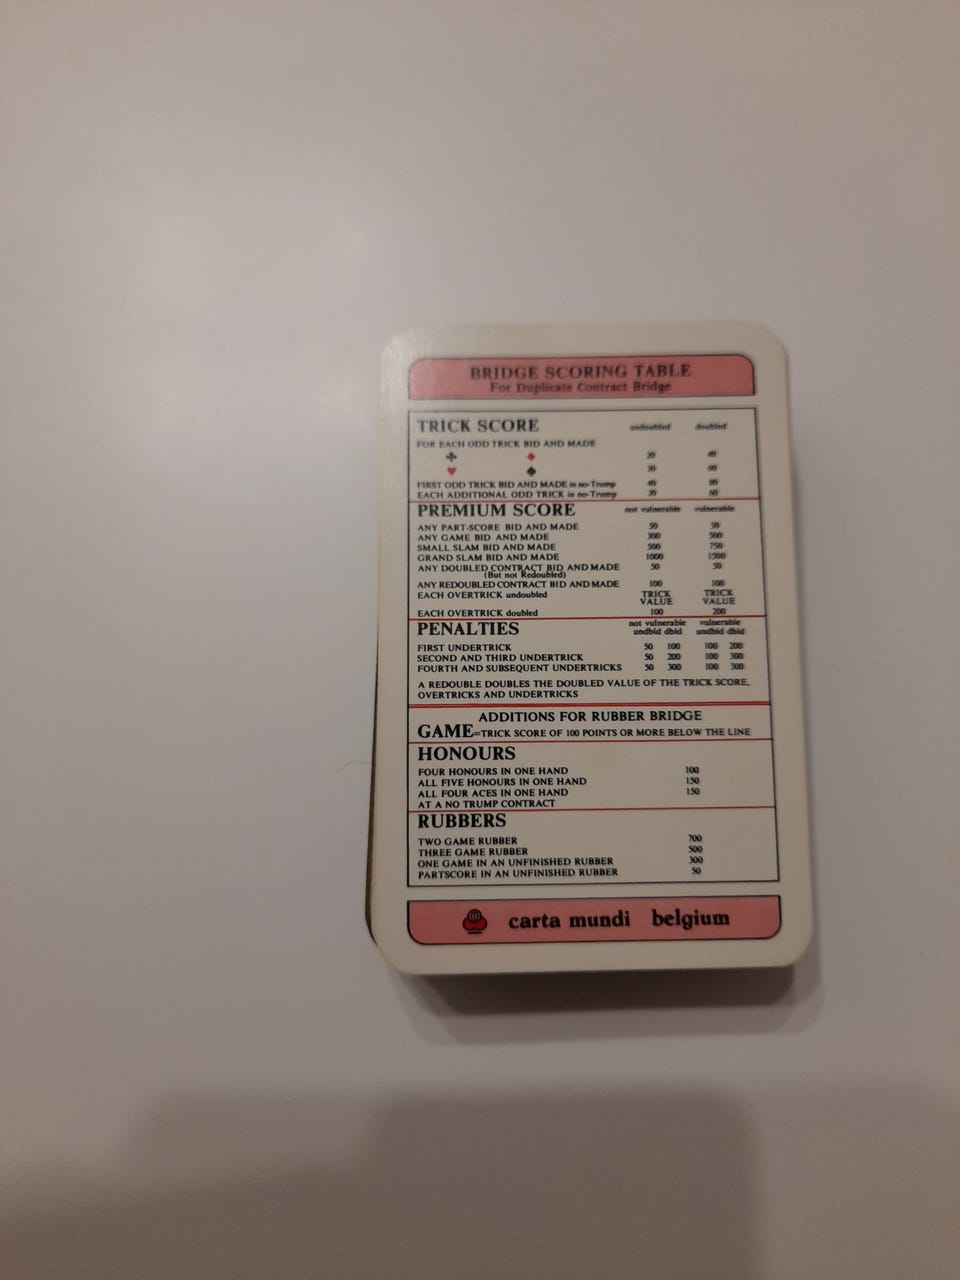 BRIDGE SCORING TABLE
For Duplicate Contract Bridge
TRICK SCORE undoubled doubled
FOR EACH ODD TRICK BID AND MADE
♣ ♦ 20 40
♥ ♠ 30 60
FIRST ODD TRICK BID AND MADE in no-Trump 40 80
EACH ADDITIONAL ODD TRICK in no-Trump 30 60
PREMIUM SCORE not vulnerable vulnerable
ANY PART-SCORE BID AND MADE 50 50
ANY GAME BID AND MADE 300 500
SMALL SLAM BID AND MADE 500 750
GRAND SLAM BID AND MADE 1000 1500
ANY DOUBLED CONTRACT BID AND MADE 50 50
(But not Redoubled)
ANY REDOUBLED CONTRACT BID AND MADE 100 100
EACH OVERTRICK undoubled TRICK TRICK
VALUE VALUE
EACH OVERTRICK doubled 100 200
PENALTIES not vulnerable vulnerable
undbid dbid undbid dbid
FIRST UNDERTRICK 50 100 100 200
SECOND AND THIRD UNDERTRICK 50 200 100 300
FOURTH AND SUBSEQUENT UNDERTRICKS 50 300 100 300
A REDOUBLE DOUBLES THE DOUBLED VALUE OF THE TRICK SCORE,
OVERTRICKS AND UNDERTRICKS
ADDITIONS FOR RUBBER BRIDGE
GAME=TRICK SCORE OF 100 POINTS OR MORE BELOW THE LINE
HONOURS
FOUR HONOURS IN ONE HAND 100
ALL FIVE HONOURS IN ONE HAND 150
ALL FOUR ACES IN ONE HAND 150
AT A NO TRUMP CONTRACT
RUBBERS
TWO GAME RUBBER 700
THREE GAME RUBBER 500
ONE GAME IN AN UNFINISHED RUBBER 300
PARTSCORE IN AN UNFINISHED RUBBER 50
carta mundi belgium